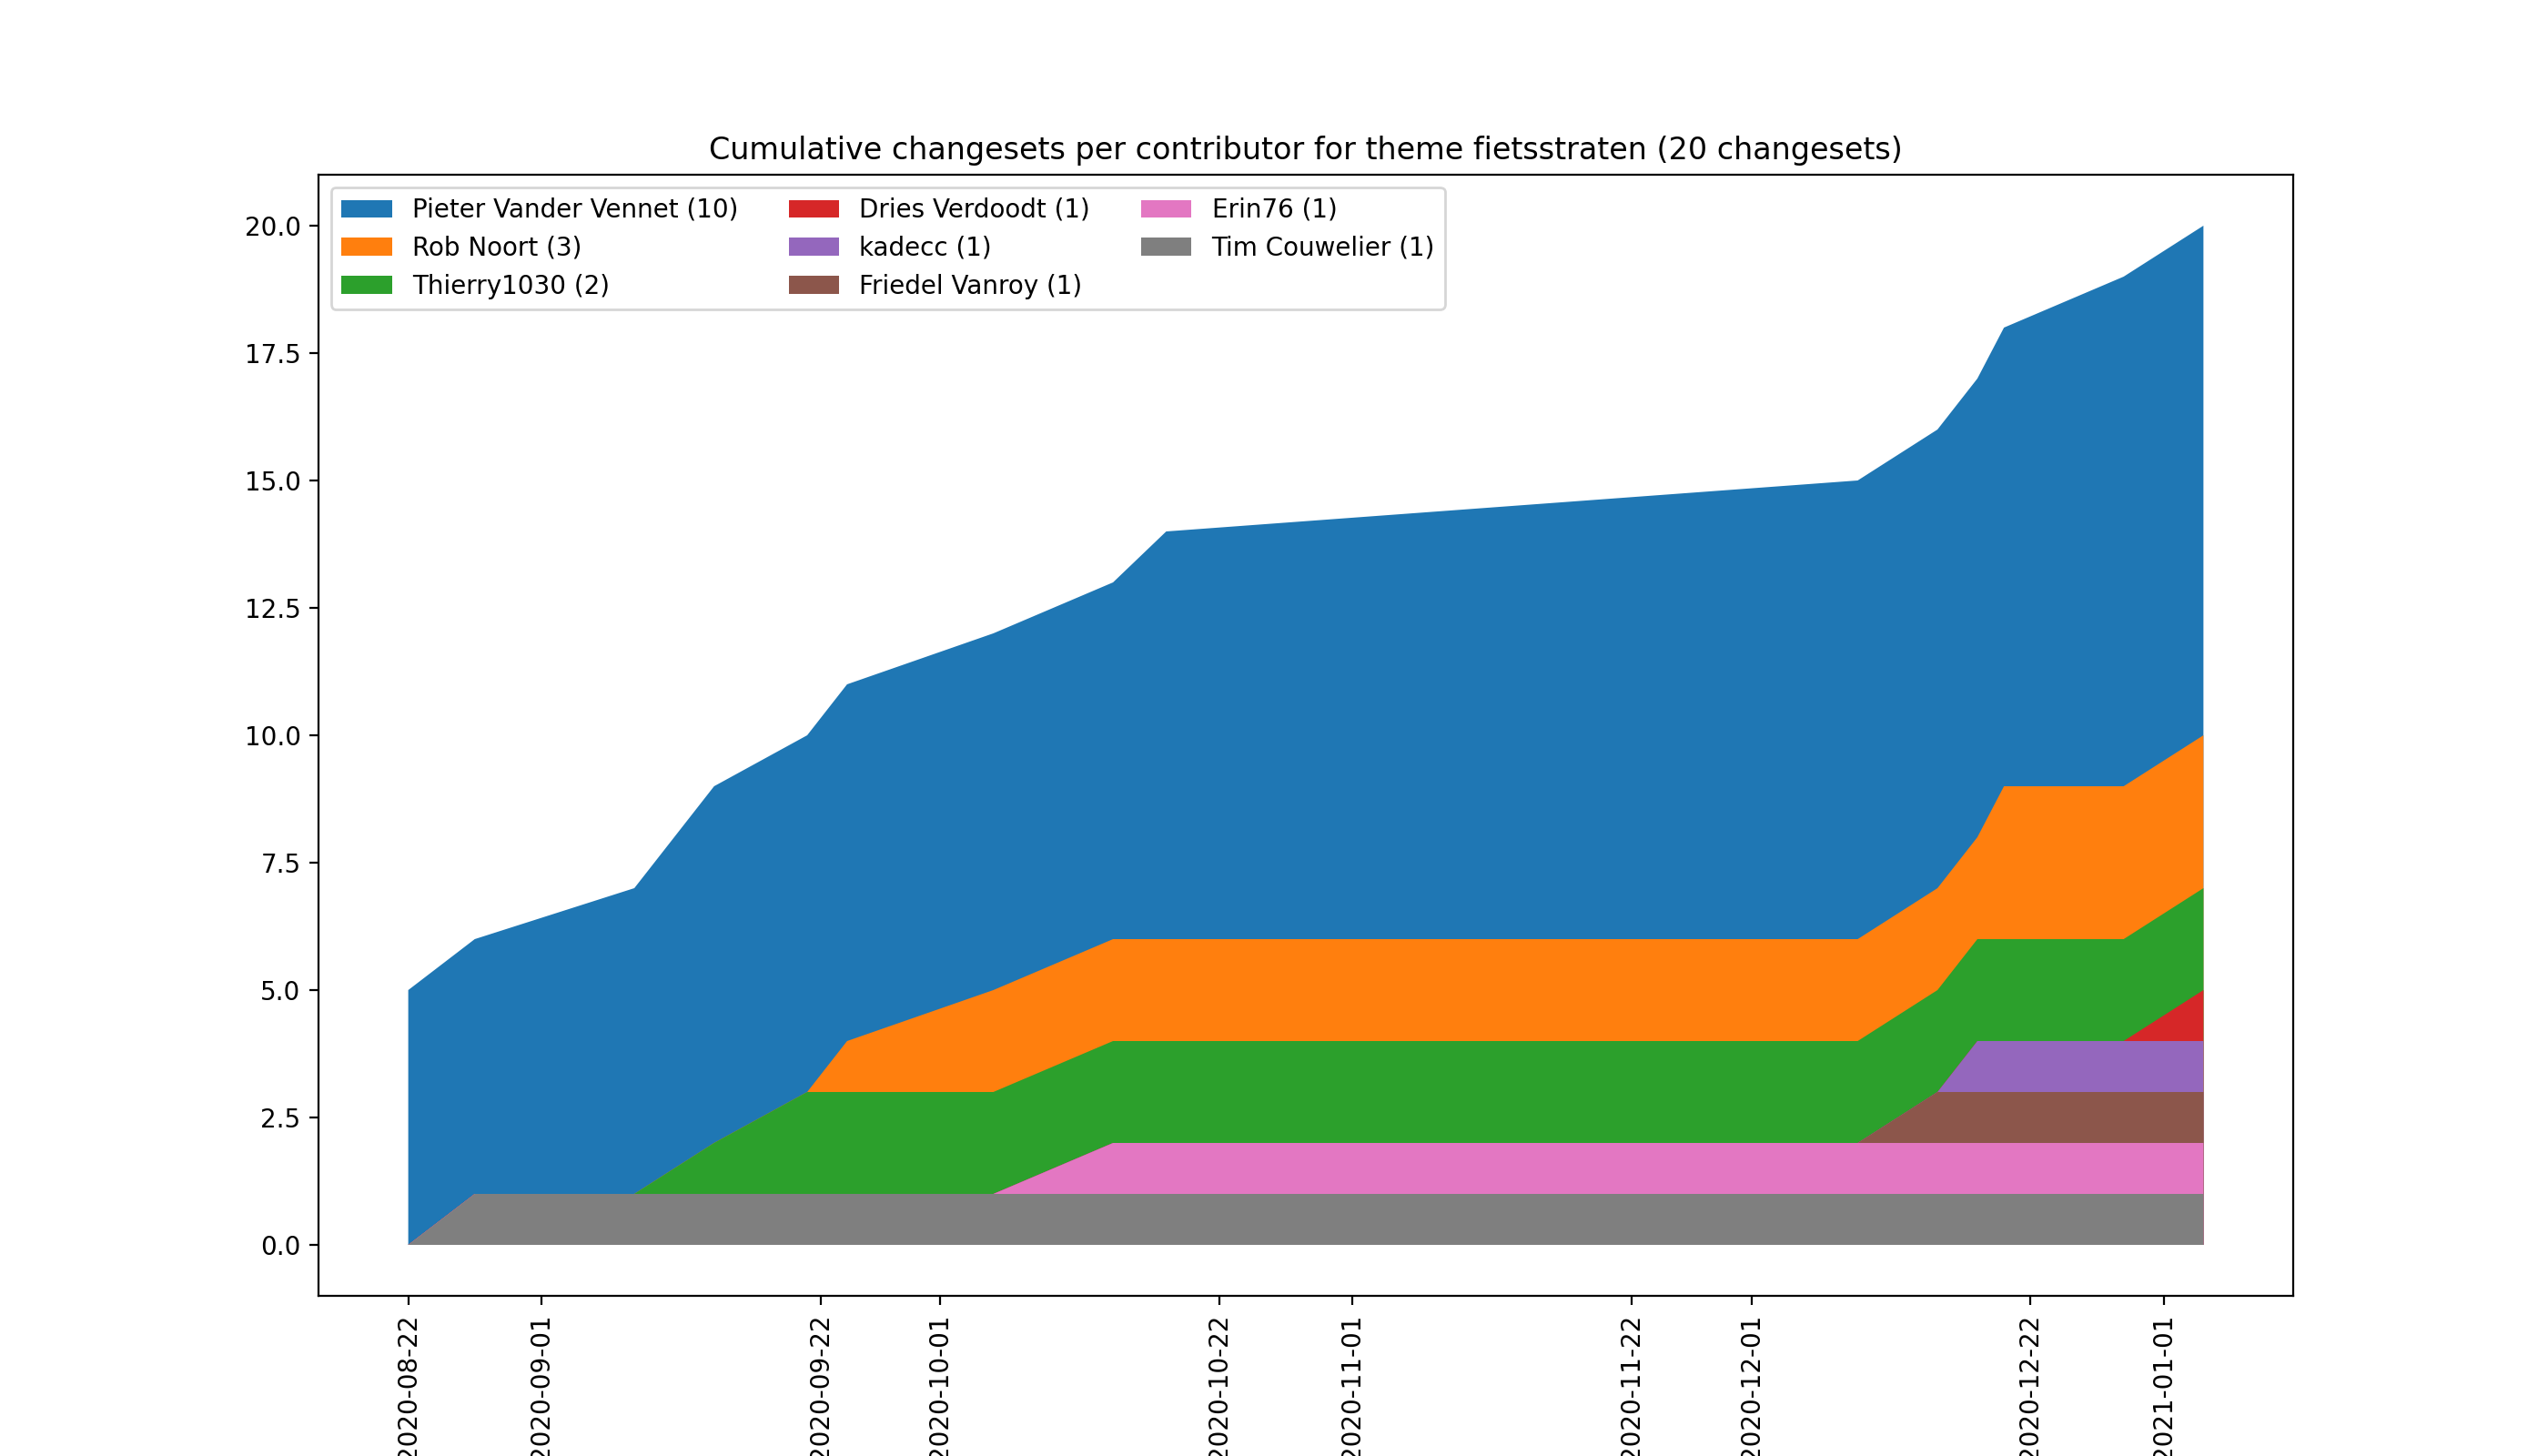 Cumulative changesets per contributor for theme fietsstraten (20 changesets)
Pieter Vander Vennet (10)
Rob Noort (3)
Thierry1030 (2)
Dries Verdoodt (1)
kadecc (1)
Friedel Vanroy (1)
Erin76 (1)
Tim Couwelier (1)
20.0
17.5
15.0
12.5
10.0
7.5
5.0
2.5
0.0
2020-08-22
2020-09-01
2020-09-22
2020-10-01
2020-10-22
2020-11-01
2020-11-22
2020-12-01
2020-12-22
2021-01-01